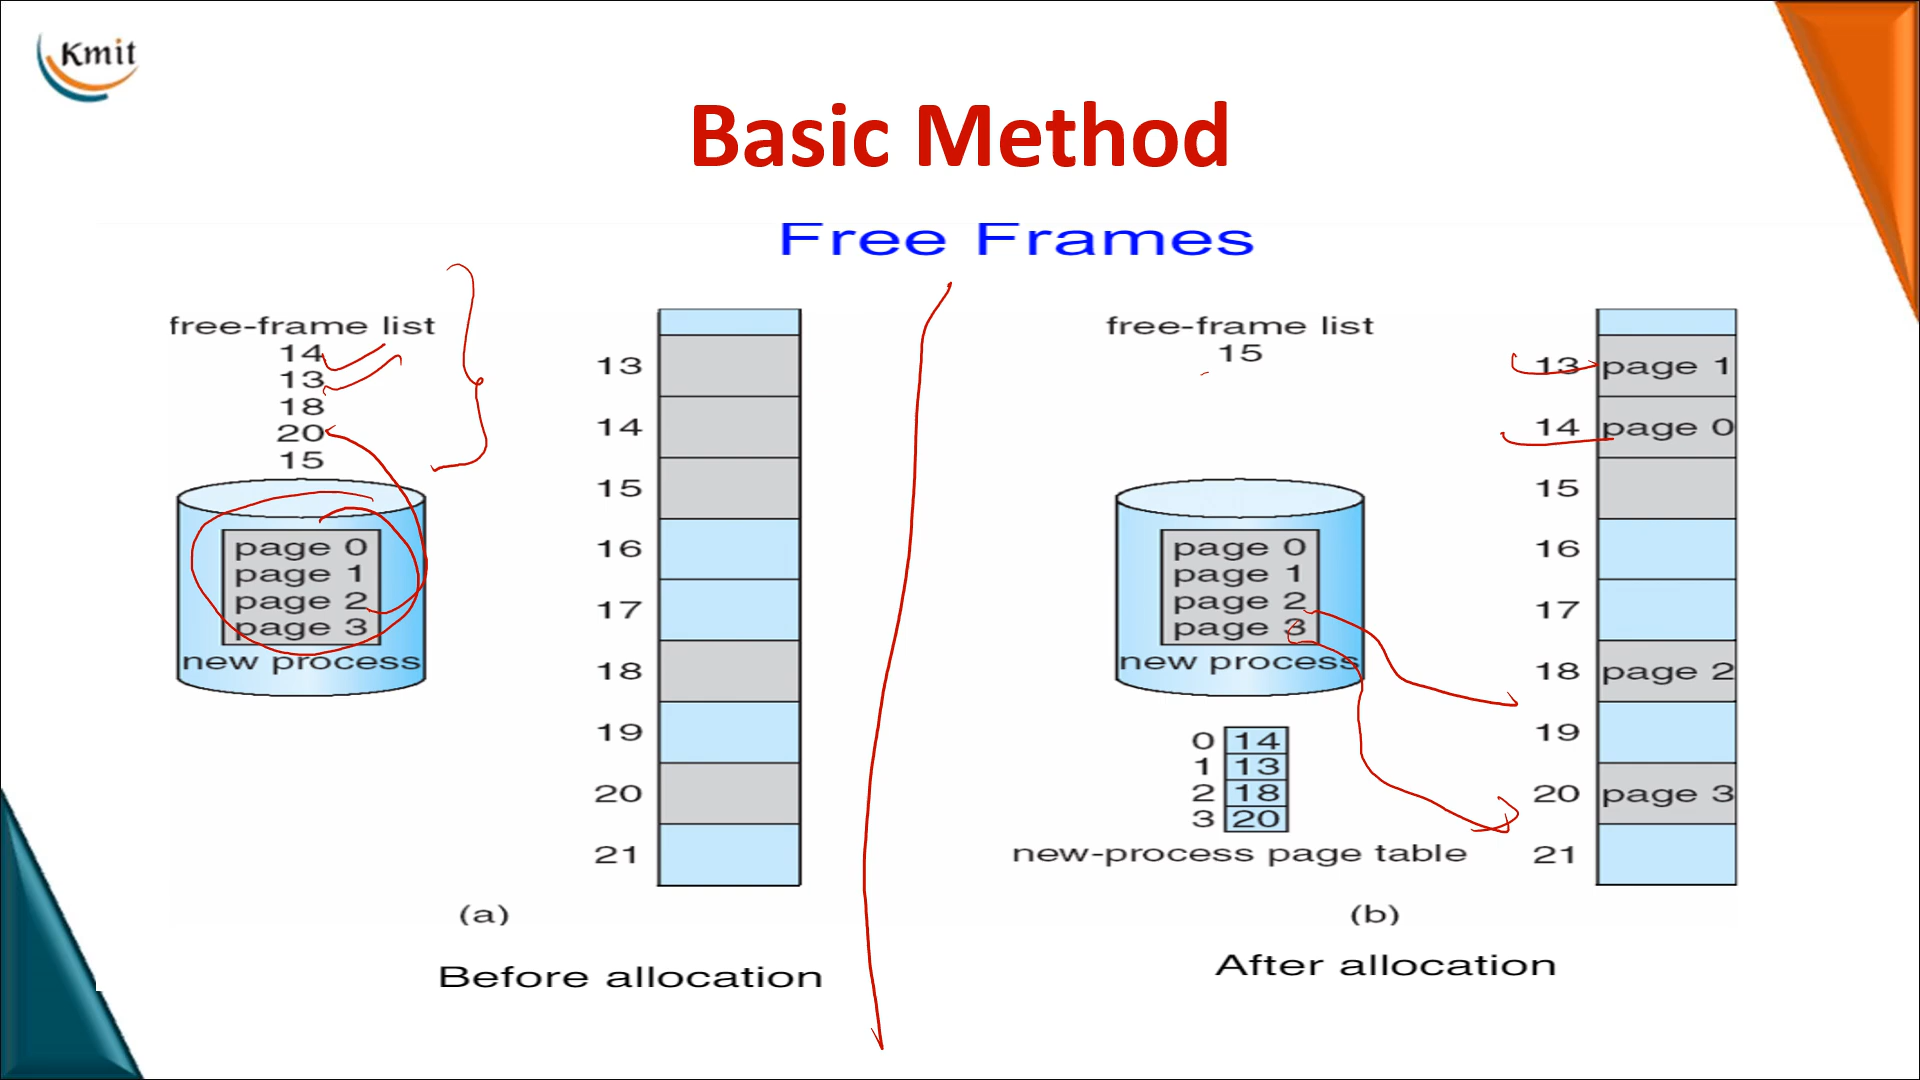 Kmit
Basic Method
Free Frames
free-frame list
14
13
18
20
15
page 0
page 1
page 2
page 3
new process
13
14
15
16
17
18
19
20
21
(a)
Before allocation
free-frame list
15
page 0
page 1
page 2
page 3
new process
0 14
1 13
2 18
3 20
new-process page table
13 page 1
14 page 0
15
16
17
18 page 2
19
20 page 3
21
(b)
After allocation